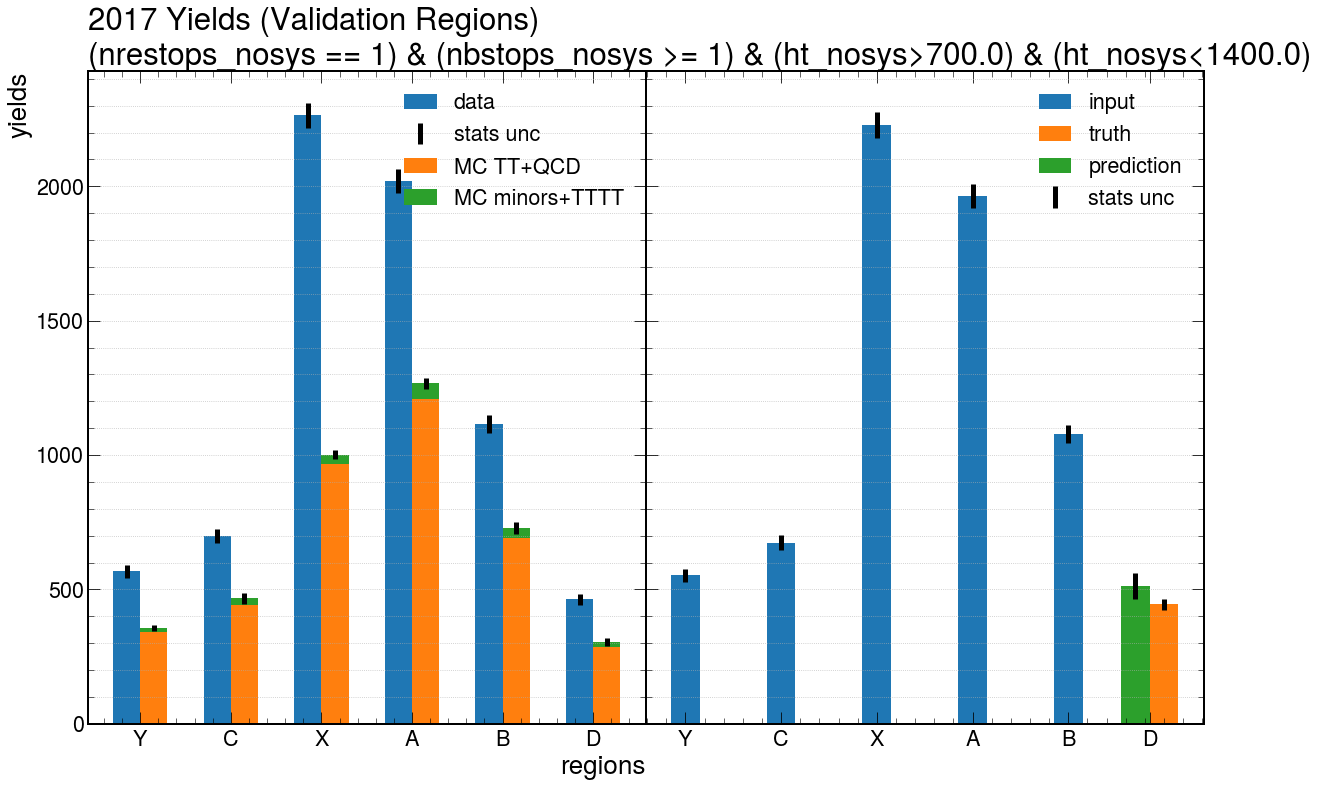 2017 Yields (Validation Regions)
(nrestops_nosys == 1) & (nbstops_nosys >= 1) & (ht_nosys>700.0) & (ht_nosys<1400.0)
yields
data
stats unc
MC TT+QCD
MC minors+TTTT
input
truth
prediction
stats unc
2000
1500
1000
500
0
Y C X A B D
Y C X A B D
regions